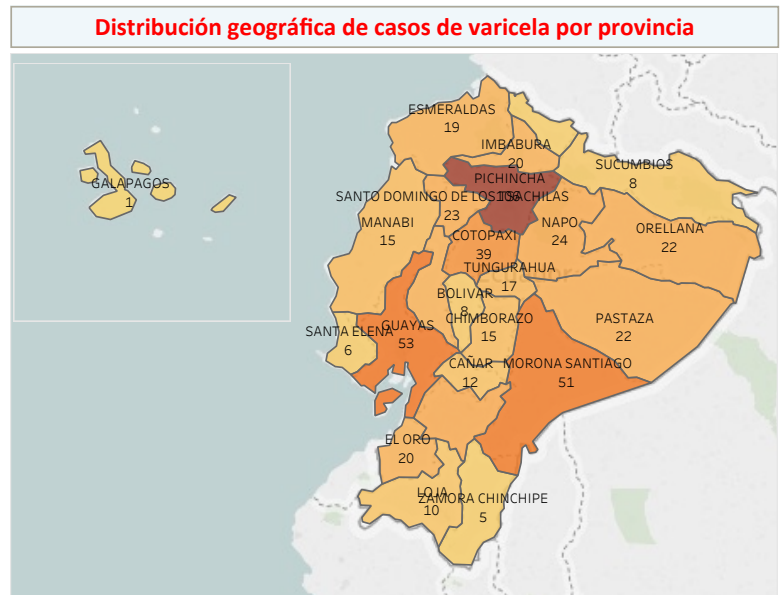 Distribución geográfica de casos de varicela por provincia
ESMERALDAS
19
IMBABURA
20
SUCUMBIOS
8
PICHINCHA
GALAPAGOS
1
SANTO DOMINGO DE LOS TSACHILAS
23
MANABI
15
NAPO
24
ORELLANA
22
COTOPAXI
39
TUNGURAHUA
17
BOLIVAR
8
CHIMBORAZO
15
PASTAZA
22
GUAYAS
53
SANTA ELENA
6
CAÑAR
12
MORONA SANTIAGO
51
EL ORO
20
LOJA
10
ZAMORA CHINCHIPE
5